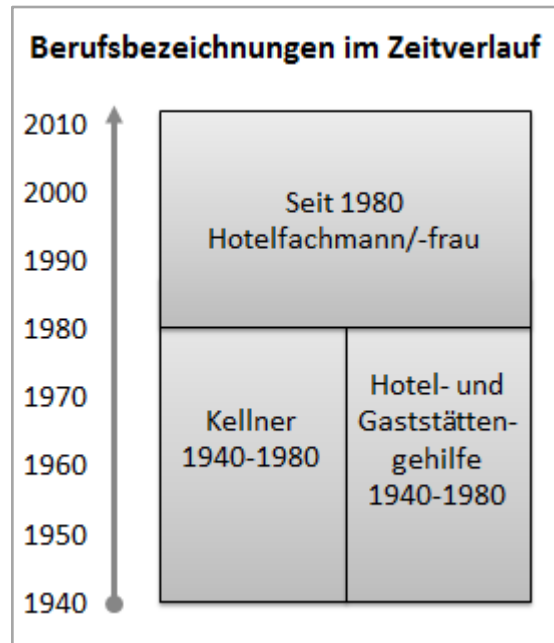 Berufsbezeichnungen im Zeitverlauf
2010
2000
1990
1980
1970
1960
1950
1940
Seit 1980
Hotelfachmann/-frau
Kellner
1940-1980
Hotel- und
Gaststätten-
gehilfe
1940-1980